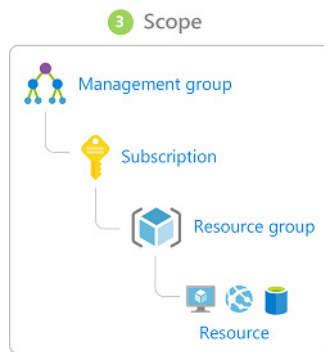 3 Scope
Management group
Subscription
Resource group
Resource